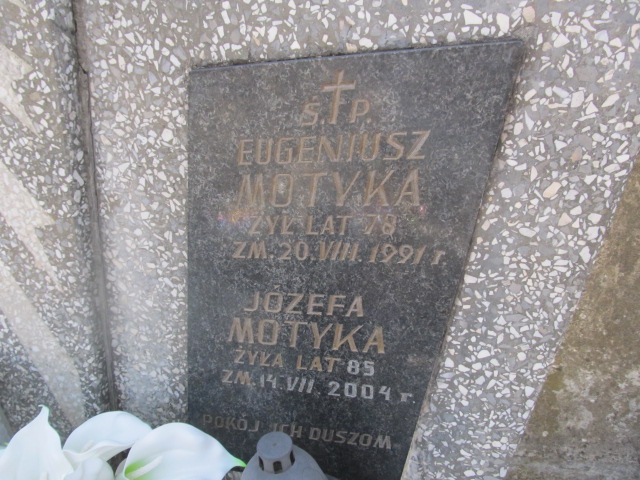 Ś. P.
EUGENIUSZ
MOTYKA
ŻYŁ LAT 78
ZM. 20.VIII.1991 r.
JÓZEFA
MOTYKA
ŻYŁA LAT 85
ZM. 14.VII.2004 r.
POKÓJ ICH DUSZOM